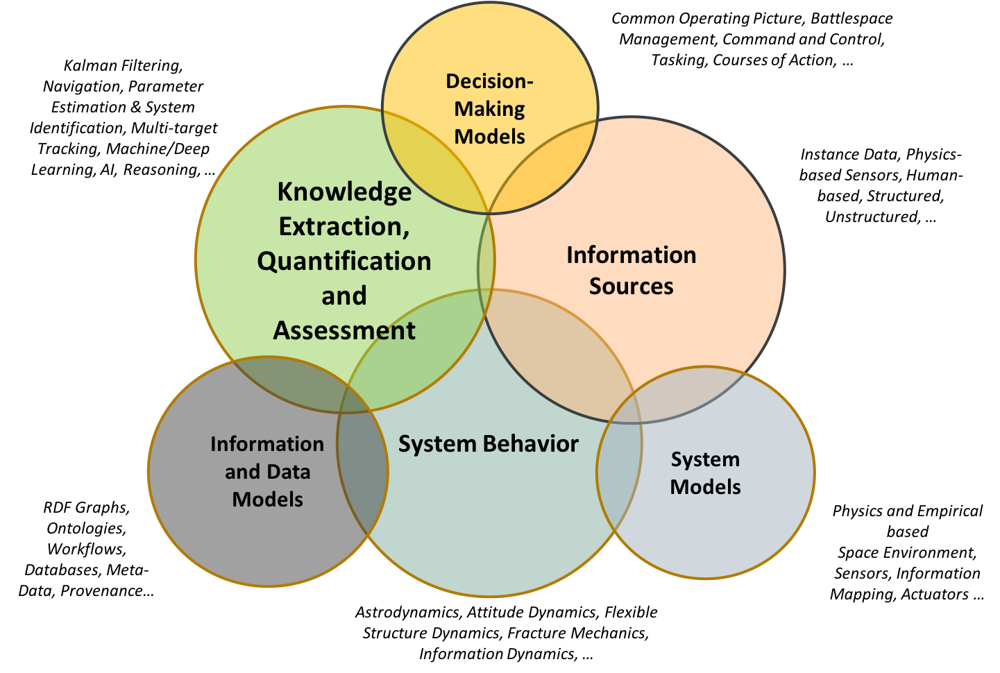 Common Operating Picture, Battlespace
Management, Command and Control,
Tasking, Courses of Action, ...
Kalman Filtering,
Navigation, Parameter
Estimation & System
Identification, Multi-target
Tracking, Machine/Deep
Learning, AI, Reasoning, ...
Decision-
Making
Models
Instance Data, Physics-
based Sensors, Human-
based, Structured,
Unstructured, ...
Knowledge
Extraction,
Quantification
and
Assessment
Information
Sources
Information
and Data
Models
System Behavior
System
Models
RDF Graphs,
Ontologies,
Workflows,
Databases, Meta-
Data, Provenance...
Physics and Empirical
based
Space Environment,
Sensors, Information
Mapping, Actuators ...
Astrodynamics, Attitude Dynamics, Flexible
Structure Dynamics, Fracture Mechanics,
Information Dynamics, ...